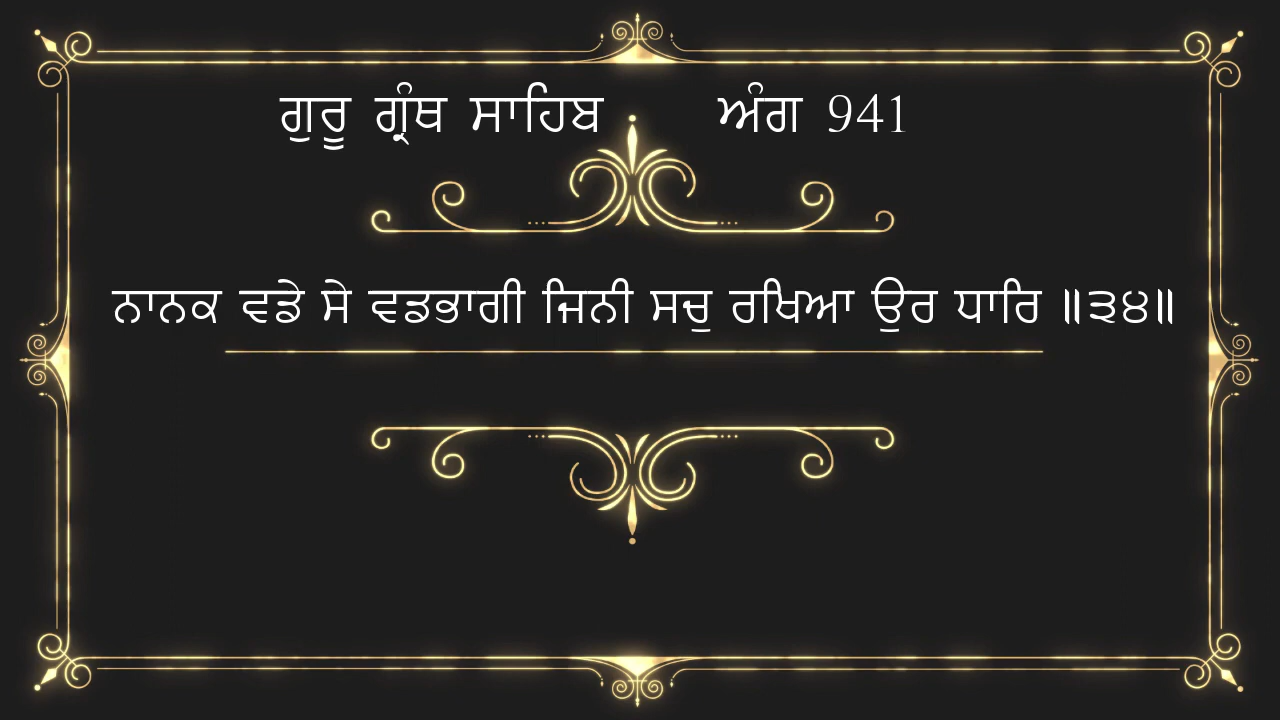 ਗੁਰੂ ਗ੍ਰੰਥ ਸਾਹਿਬ ਅੰਗ 941
ਨਾਨਕ ਵਡੇ ਸੇ ਵਡਭਾਗੀ ਜਿਨੀ ਸਚੁ ਰਖਿਆ ਉਰ ਧਾਰਿ ॥੩੪॥